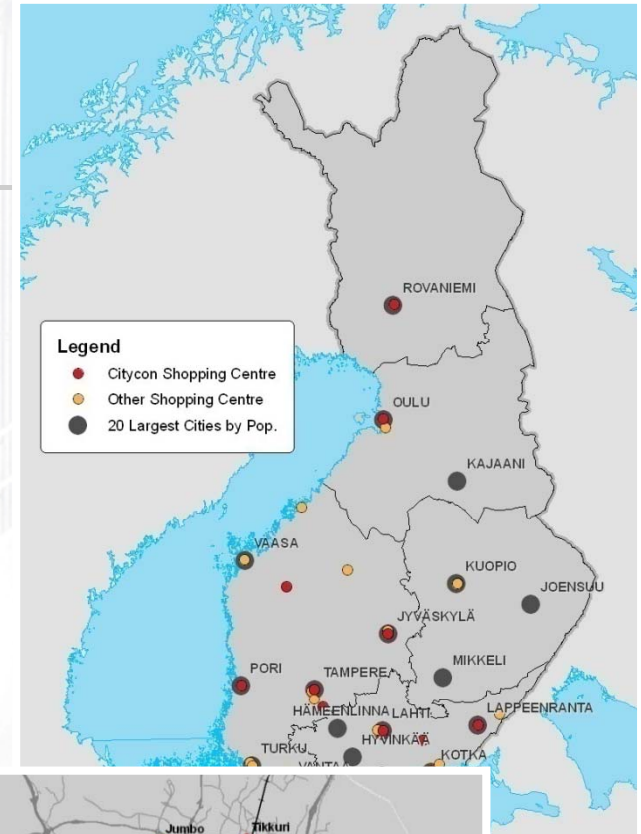 ROVANIEMI
Legend
Citycon Shopping Centre
Other Shopping Centre
20 Largest Cities by Pop.
OULU
KAJAANI
VAASA
KUOPIO
JOENSUU
JYVÄSKYLÄ
MIKKELI
PORI
TAMPERE
HÄMEENLINNA
LAHTI
LAPPEENRANTA
HYVINKÄÄ
TURKU
KOTKA
VANTAA
Jumbo
Tikkuri